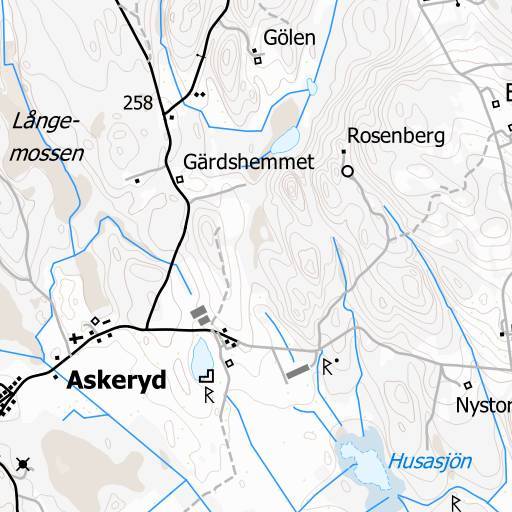 Gölen
258
Långe-
mossen
Rosenberg
Gärdshemmet
Askeryd
Nystor
Husasjön